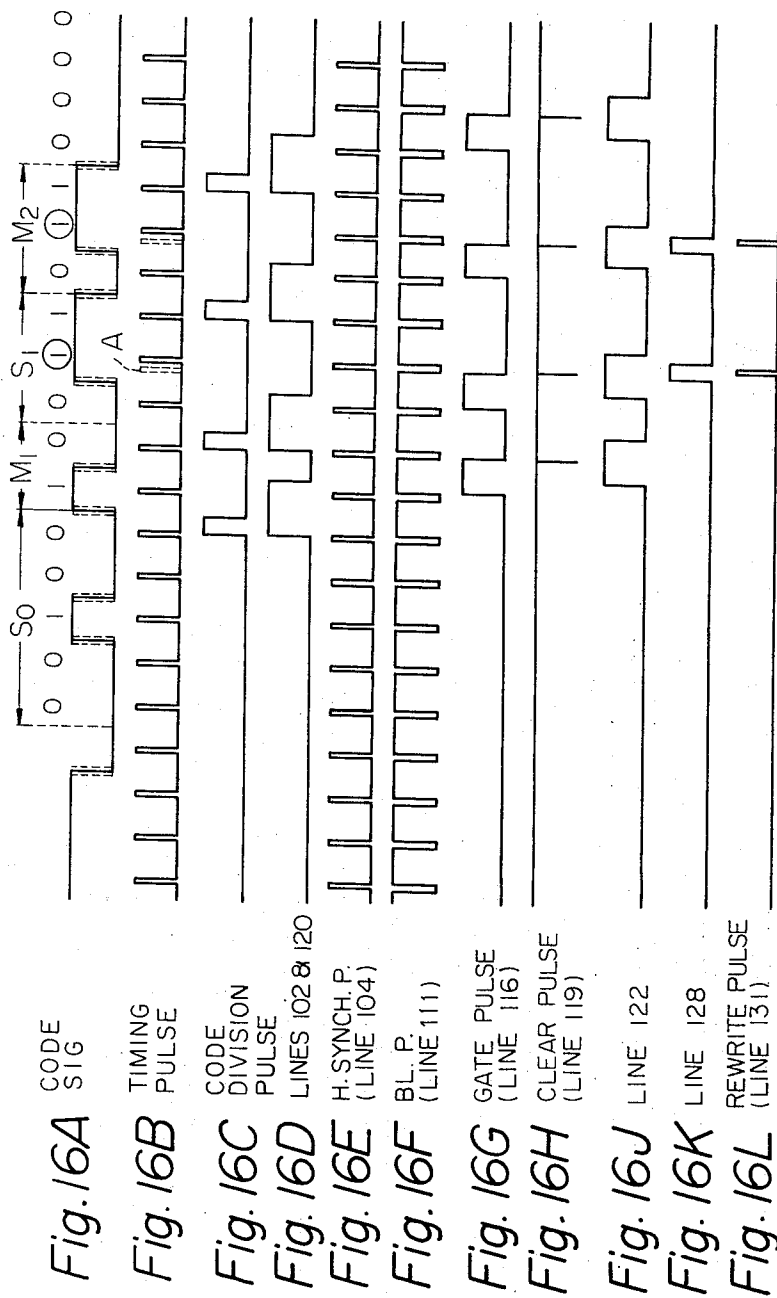 Fig. 16A CODE SIG
S0 M1 S1 M2
0 0 1 0 0 1 0 0 1 1 0 1 1 0 0 0 0
Fig. 16B TIMING PULSE
A
Fig. 16C CODE DIVISION PULSE
Fig. 16D LINES 102 & 120
Fig. 16E H. SYNCH. P. (LINE 104)
Fig. 16F BL. P. (LINE 111)
Fig. 16G GATE PULSE (LINE 116)
Fig. 16H CLEAR PULSE (LINE 119)
Fig. 16J LINE 122
Fig. 16K LINE 128
Fig. 16L REWRITE PULSE (LINE 131)